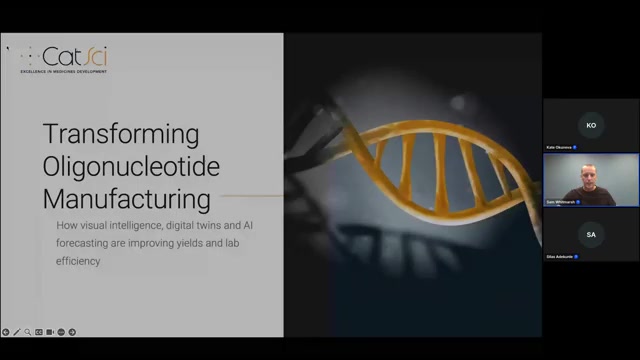 CatSci
EXCELLENCE IN MEDICINES DEVELOPMENT
Transforming
Oligonucleotide
Manufacturing
How visual intelligence, digital twins and AI
forecasting are improving yields and lab
efficiency
KO
Kate Okunova
Sam Whitmarsh
SA
Silas Adekunle